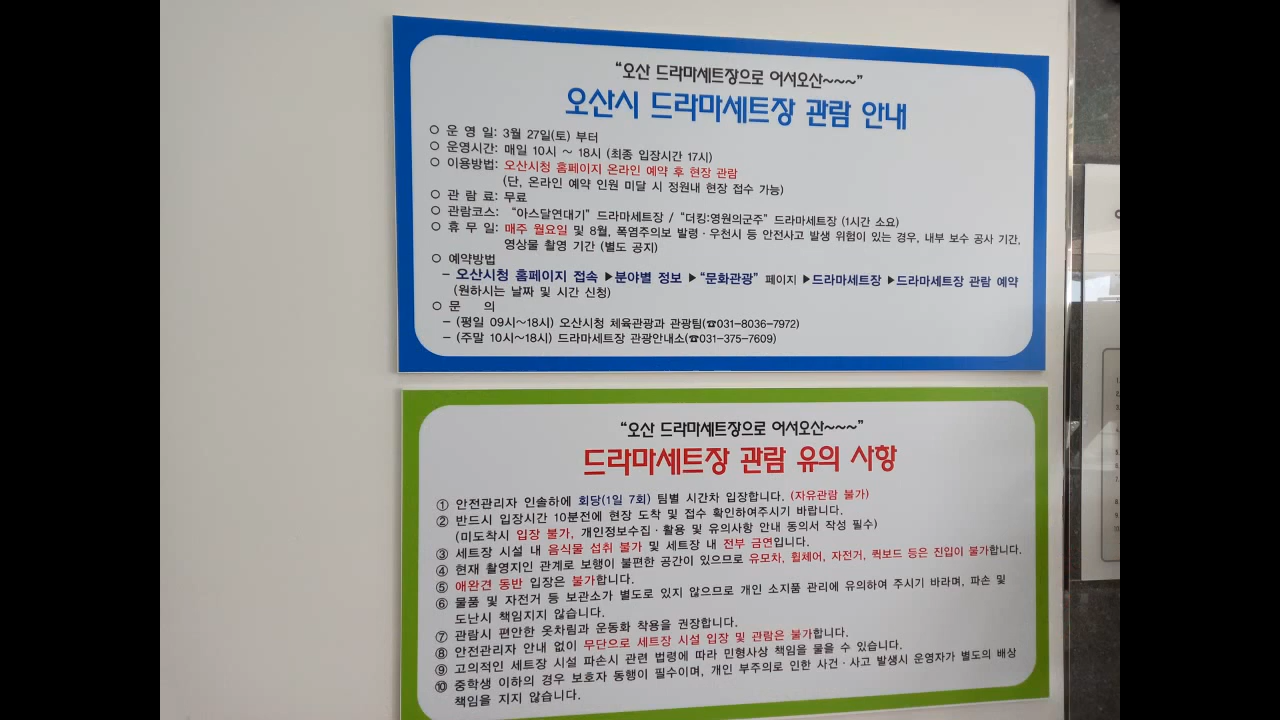 “오산 드라마세트장으로 어서오산~~~”
오산시 드라마세트장 관람 안내
○ 운 영 일: 3월 27일(토) 부터
○ 운영시간: 매일 10시 ~ 18시 (최종 입장시간 17시)
○ 이용방법: 오산시청 홈페이지 온라인 예약 후 현장 관람
(단, 온라인 예약 인원 미달 시 정원내 현장 접수 가능)
○ 관 람 료: 무료
○ 관람코스: “아스달연대기” 드라마세트장 / “더킹:영원의군주” 드라마세트장 (1시간 소요)
○ 휴 무 일: 매주 월요일 및 8월, 폭염주의보 발령·우천시 등 안전사고 발생 위험이 있는 경우, 내부 보수 공사 기간,
영상물 촬영 기간 (별도 공지)
○ 예약방법
- 오산시청 홈페이지 접속 ▶분야별 정보 ▶“문화관광” 페이지 ▶드라마세트장 ▶드라마세트장 관람 예약
(원하시는 날짜 및 시간 신청)
○ 문 의
- (평일 09시~18시) 오산시청 체육관광과 관광팀(☎031-8036-7972)
- (주말 10시~18시) 드라마세트장 관광안내소(☎031-375-7609)
“오산 드라마세트장으로 어서오산~~~”
드라마세트장 관람 유의 사항
① 안전관리자 인솔하에 회당(1일 7회) 팀별 시간차 입장합니다. (자유관람 불가)
② 반드시 입장시간 10분전에 현장 도착 및 접수 확인하여주시기 바랍니다.
(미도착시 입장 불가, 개인정보수집·활용 및 유의사항 안내 동의서 작성 필수)
③ 세트장 시설 내 음식물 섭취 불가 및 세트장 내 전부 금연입니다.
④ 현재 촬영지인 관계로 보행이 불편한 공간이 있으므로 유모차, 휠체어, 자전거, 퀵보드 등은 진입이 불가합니다.
⑤ 애완견 동반 입장은 불가합니다.
⑥ 물품 및 자전거 등 보관소가 별도로 있지 않으므로 개인 소지품 관리에 유의하여 주시기 바라며, 파손 및
도난시 책임지지 않습니다.
⑦ 관람시 편안한 옷차림과 운동화 착용을 권장합니다.
⑧ 안전관리자 안내 없이 무단으로 세트장 시설 입장 및 관람은 불가합니다.
⑨ 고의적인 세트장 시설 파손시 관련 법령에 따라 민형사상 책임을 물을 수 있습니다.
⑩ 중학생 이하의 경우 보호자 동행이 필수이며, 개인 부주의로 인한 사건·사고 발생시 운영자가 별도의 배상
책임을 지지 않습니다.